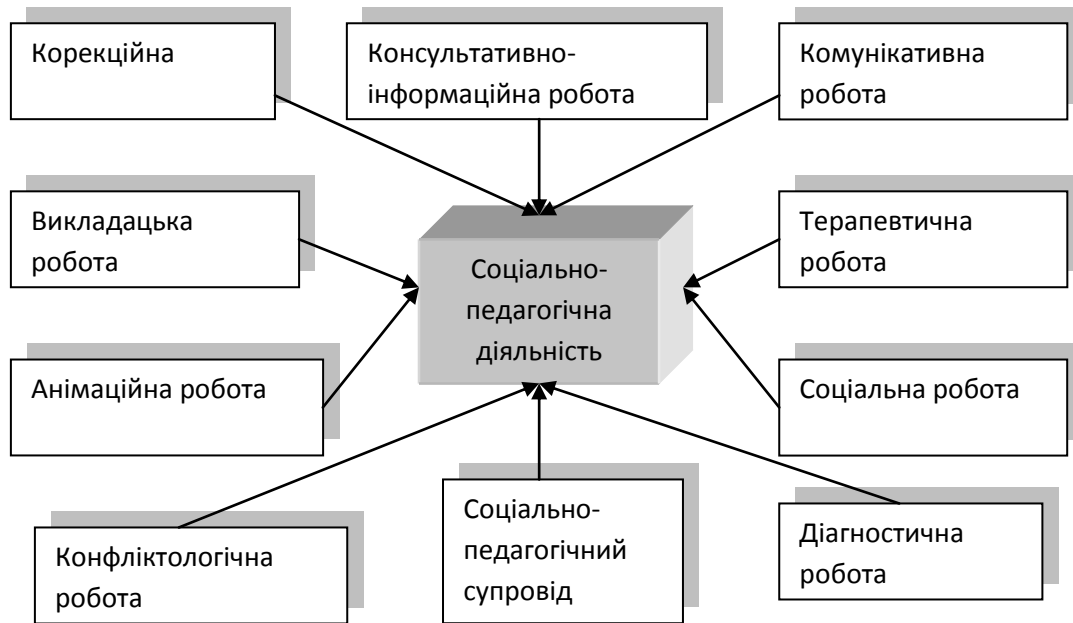 Корекційна
Консультативно-
інформаційна робота
Комунікативна
робота
Викладацька
робота
Соціально-
педагогічна
діяльність
Терапевтична
робота
Анімаційна робота
Соціальна робота
Конфліктологічна
робота
Соціально-
педагогічний
супровід
Діагностична
робота